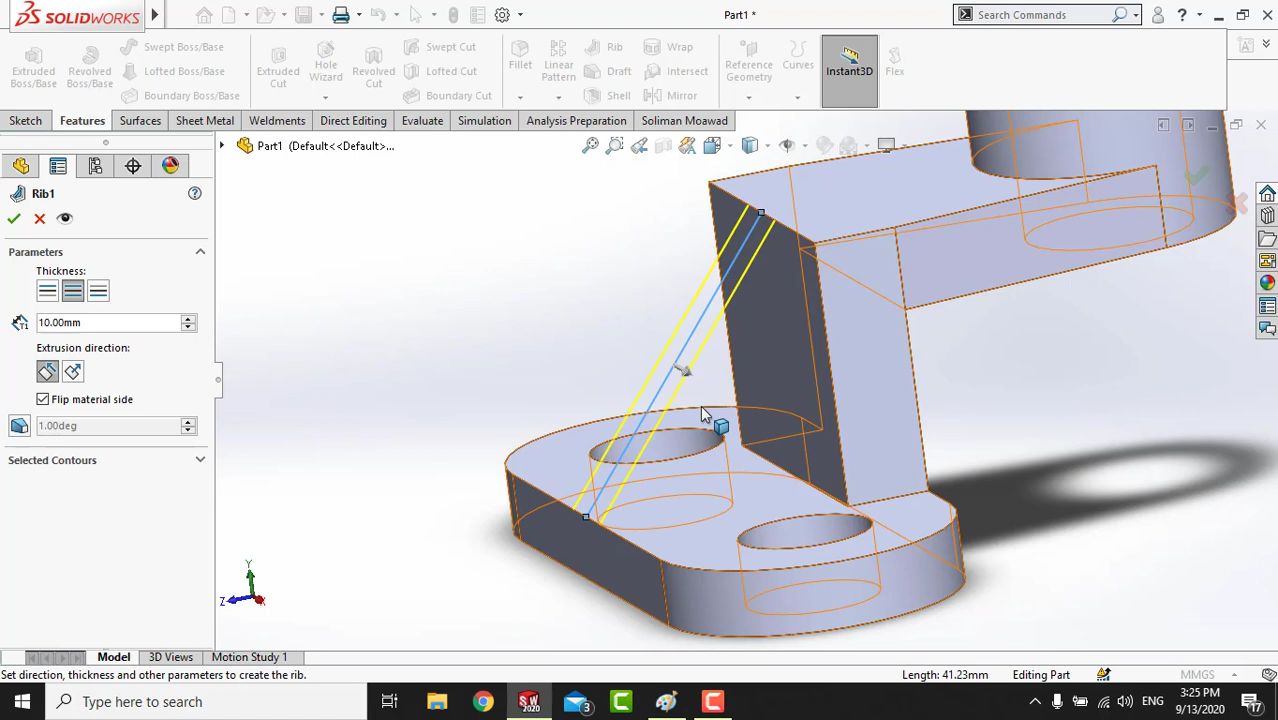 SOLIDWORKS
Part1 *
Search Commands
Extruded Boss/Base
Revolved Boss/Base
Swept Boss/Base
Lofted Boss/Base
Boundary Boss/Base
Extruded Cut
Hole Wizard
Revolved Cut
Swept Cut
Lofted Cut
Boundary Cut
Fillet
Linear Pattern
Rib
Draft
Shell
Wrap
Intersect
Mirror
Reference Geometry
Curves
Instant3D
Flex
Sketch
Features
Surfaces
Sheet Metal
Weldments
Direct Editing
Evaluate
Simulation
Analysis Preparation
Soliman Moawad
Part1 (Default<<Default>...
Rib1
Parameters
Thickness:
T1
10.00mm
Extrusion direction:
Flip material side
1.00deg
Selected Contours
Y
Z
X
Model
3D Views
Motion Study 1
Set direction, thickness and other parameters to create the rib.
Length: 41.23mm
Editing Part
MMGS
Type here to search
SW
2020
3
C
C
ENG
3:25 PM
9/13/2020
17